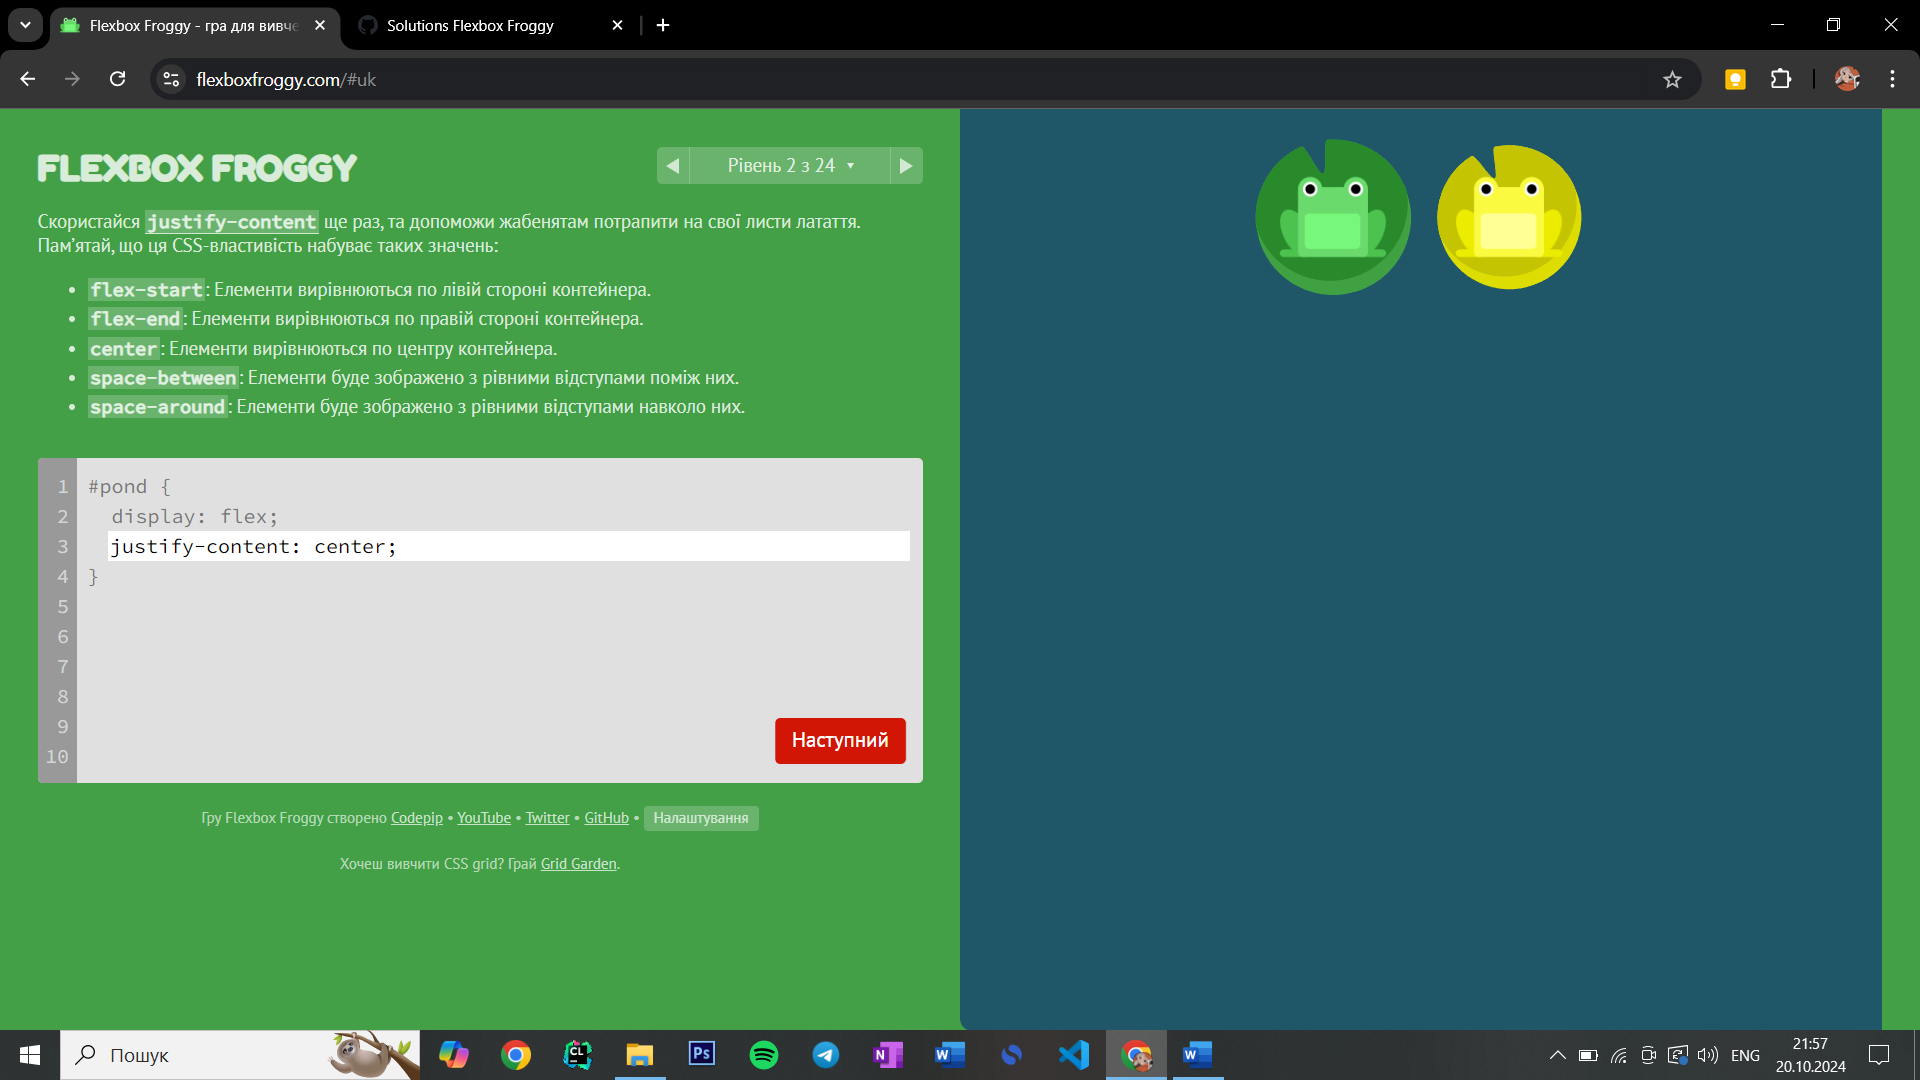 Flexbox Froggy - гра для вивче
Solutions Flexbox Froggy
flexboxfroggy.com/#uk
FLEXBOX FROGGY
Рівень 2 з 24
Скористайся justify-content ще раз, та допоможи жабенятам потрапити на свої листи латаття.
Пам’ятай, що ця CSS-властивість набуває таких значень:
• flex-start: Елементи вирівнюються по лівій стороні контейнера.
• flex-end: Елементи вирівнюються по правій стороні контейнера.
• center: Елементи вирівнюються по центру контейнера.
• space-between: Елементи буде зображено з рівними відступами поміж них.
• space-around: Елементи буде зображено з рівними відступами навколо них.
1 #pond {
2 display: flex;
3 justify-content: center;
4 }
5
6
7
8
9
10
Наступний
Гру Flexbox Froggy створено Codepip • YouTube • Twitter • GitHub • Налаштування
Хочеш вивчити CSS grid? Грай Grid Garden.
Пошук
CL
Ps
N
W
W
ENG
21:57
20.10.2024